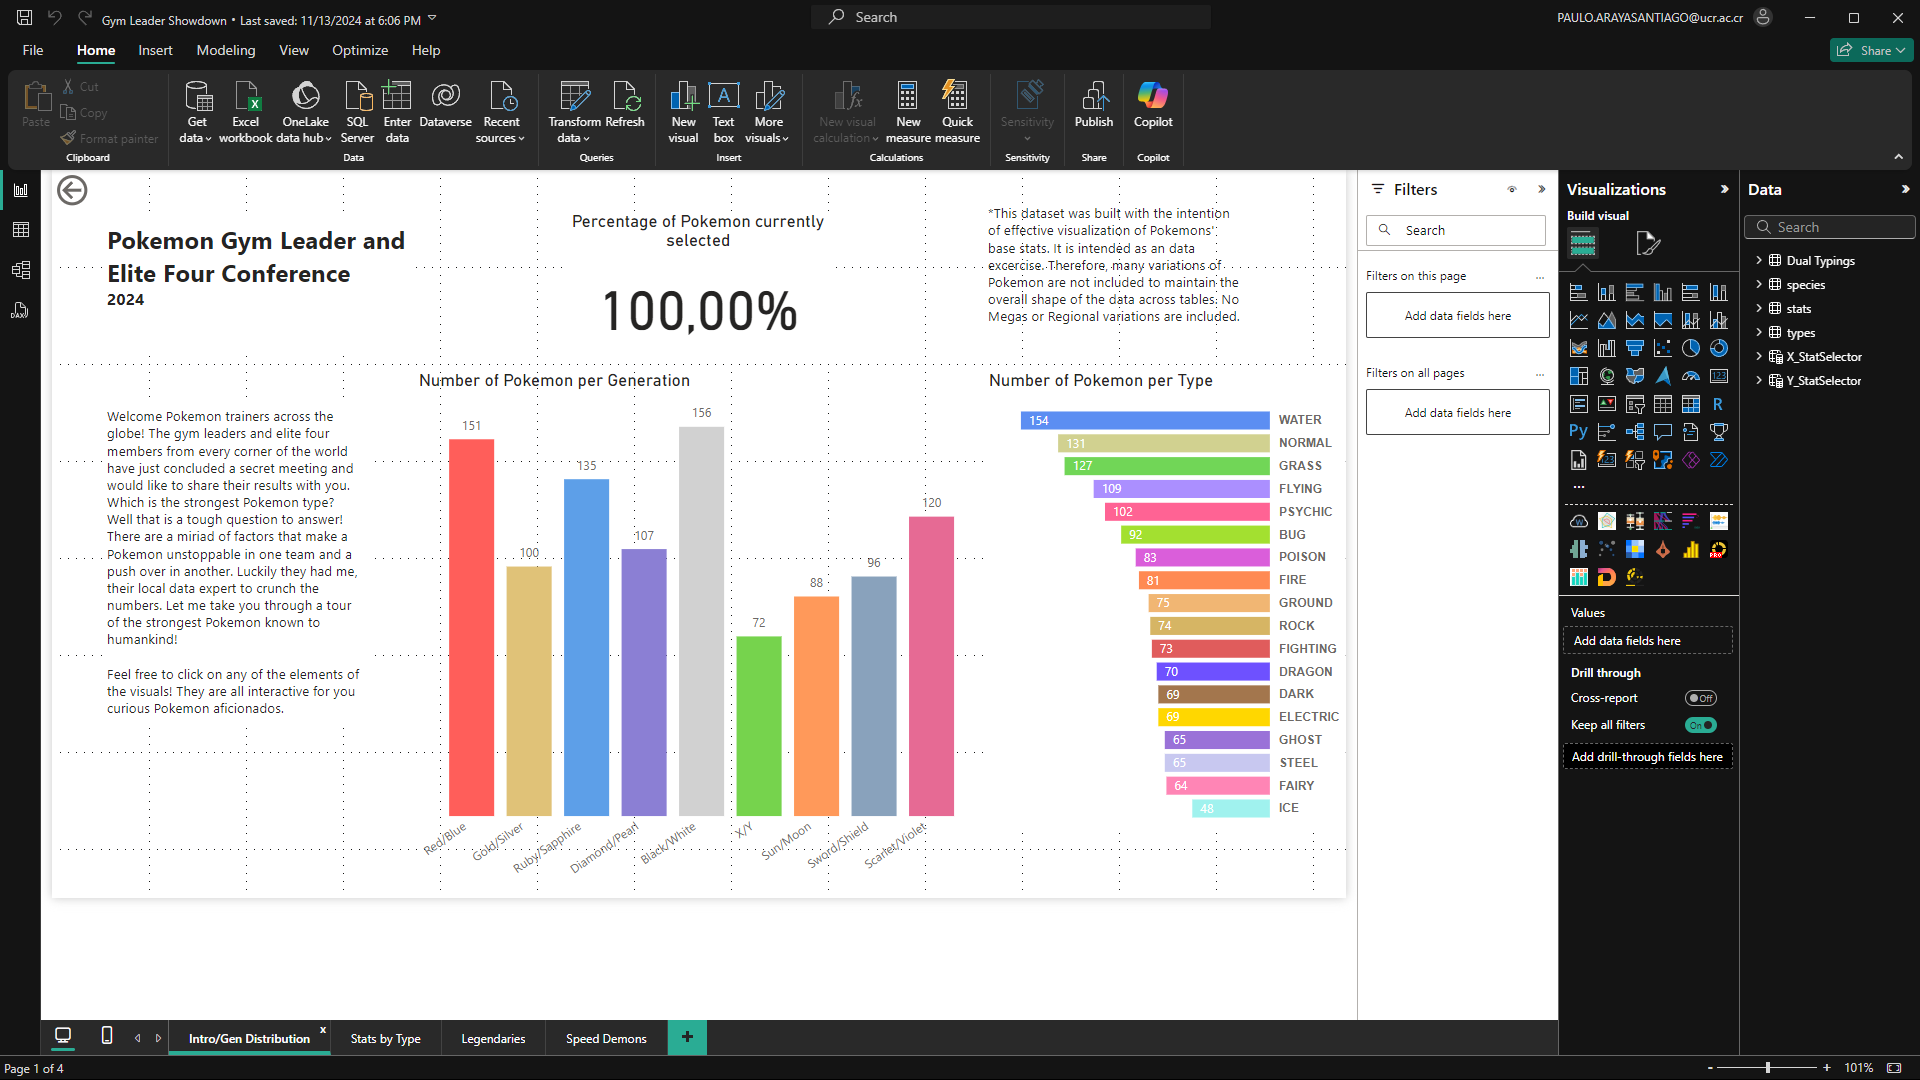 Gym Leader Showdown • Last saved: 11/13/2024 at 6:06 PM
Search
PAULO.ARAYASANTIAGO@ucr.ac.cr
File
Home
Insert
Modeling
View
Optimize
Help
Share
Paste
Cut
Copy
Format painter
Clipboard
Get data
Excel workbook
OneLake data hub
SQL Server
Enter data
Dataverse
Recent sources
Data
Transform data
Refresh
Queries
New visual
Text box
More visuals
Insert
New visual calculation
New measure
Quick measure
Calculations
Sensitivity
Sensitivity
Publish
Share
Copilot
Copilot
Pokemon Gym Leader and
Elite Four Conference
2024
Percentage of Pokemon currently
selected
100,00%
*This dataset was built with the intention
of effective visualization of Pokemons'
base stats. It is intended as an data
excercise. Therefore, many variations of
Pokemon are not included to maintain the
overall shape of the data across tables. No
Megas or Regional variations are included.
Welcome Pokemon trainers across the
globe! The gym leaders and elite four
members from every corner of the world
have just concluded a secret meeting and
would like to share their results with you.
Which is the strongest Pokemon type?
Well that is a tough question to answer!
There are a miriad of factors that make a
Pokemon unstoppable in one team and a
push over in another. Luckily they had me,
their local data expert to crunch the
numbers. Let me take you through a tour
of the strongest Pokemon known to
humankind!
Feel free to click on any of the elements of
the visuals! They are all interactive for you
curious Pokemon aficionados.
Number of Pokemon per Generation
151
100
135
107
156
72
88
96
120
Red/Blue
Gold/Silver
Ruby/Sapphire
Diamond/Pearl
Black/White
X/Y
Sun/Moon
Sword/Shield
Scarlet/Violet
Number of Pokemon per Type
154 WATER
131 NORMAL
127 GRASS
109 FLYING
102 PSYCHIC
92 BUG
83 POISON
81 FIRE
75 GROUND
74 ROCK
73 FIGHTING
70 DRAGON
69 DARK
69 ELECTRIC
65 GHOST
65 STEEL
64 FAIRY
48 ICE
Filters
Search
Filters on this page
...
Add data fields here
Filters on all pages
...
Add data fields here
Visualizations
Build visual
123
R
Py
123
...
PRO
Values
Add data fields here
Drill through
Cross-report
Off
Keep all filters
On
Add drill-through fields here
Data
Search
Dual Typings
species
stats
types
X_StatSelector
Y_StatSelector
DAX
Intro/Gen Distribution
x
Stats by Type
Legendaries
Speed Demons
+
Page 1 of 4
- + 101%